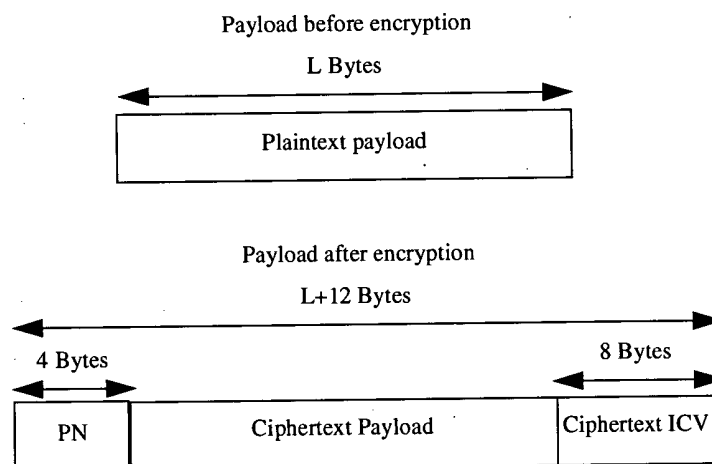 Payload before encryption
L Bytes
Plaintext payload
Payload after encryption
L+12 Bytes
4 Bytes
8 Bytes
PN
Ciphertext Payload
Ciphertext ICV